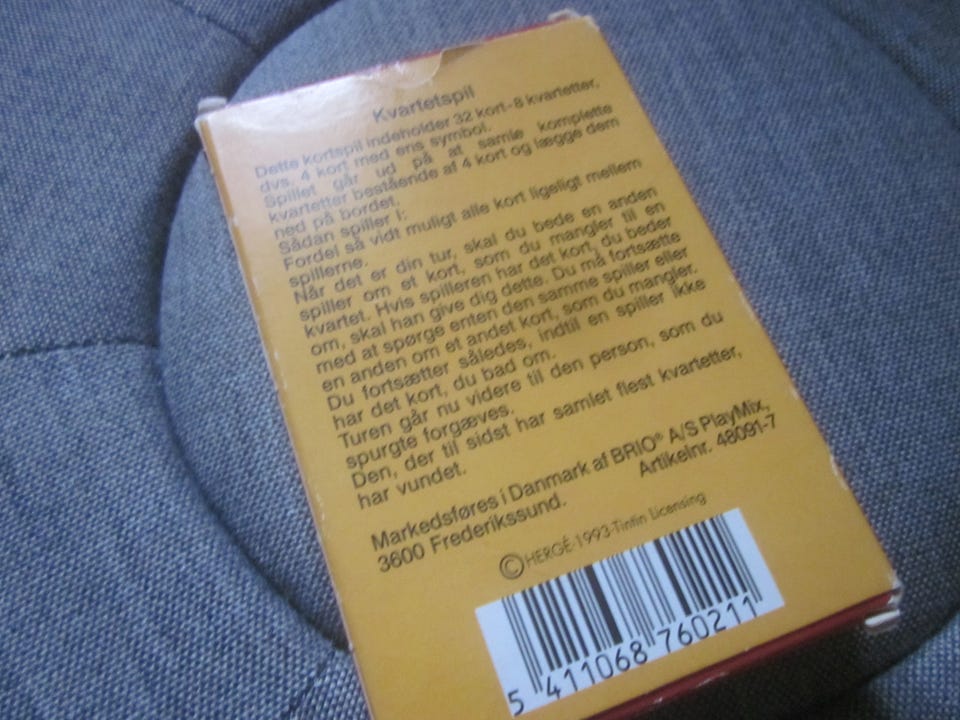 Kvartetspil
Dette kortspil indeholder 32 kort-8 kvartetter,
dvs. 4 kort med ens symbol.
Spillet går ud på at samle komplette
kvartetter bestående af 4 kort og lægge dem
ned på bordet.
Sådan spiller I:
Fordel så vidt muligt alle kort ligeligt mellem
spillerne.
Når det er din tur, skal du bede en anden
spiller om et kort, som du mangler til en
kvartet. Hvis spilleren har det kort, du beder
om, skal han give dig dette. Du må fortsætte
med at spørge enten den samme spiller eller
en anden om et andet kort, som du mangler.
Du fortsætter således, indtil en spiller ikke
har det kort, du bad om.
Turen går nu videre til den person, som du
spurgte forgæves.
Den, der til sidst har samlet flest kvartetter,
har vundet.
Markedsføres i Danmark af BRIO® A/S PlayMix,
3600 Frederikssund. Artikelnr. 48091-7
©HERGÉ-1993-Tintin Licensing
5 411068 760211